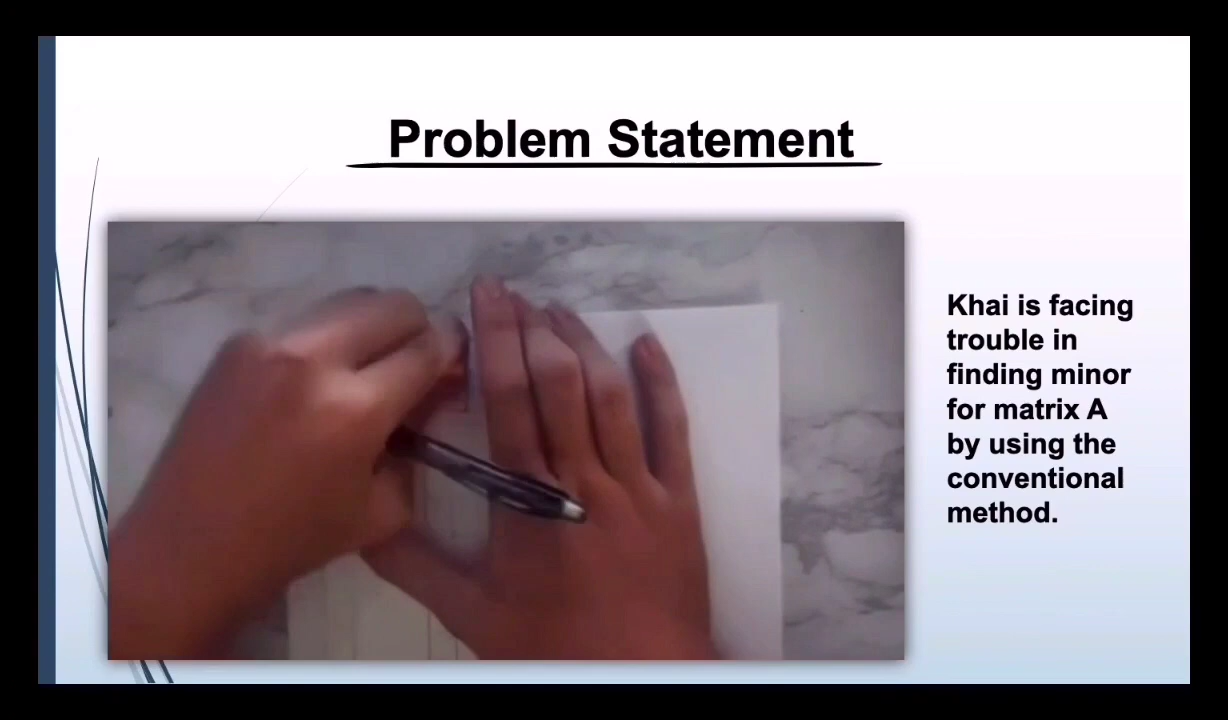 Problem Statement
Khai is facing
trouble in
finding minor
for matrix A
by using the
conventional
method.